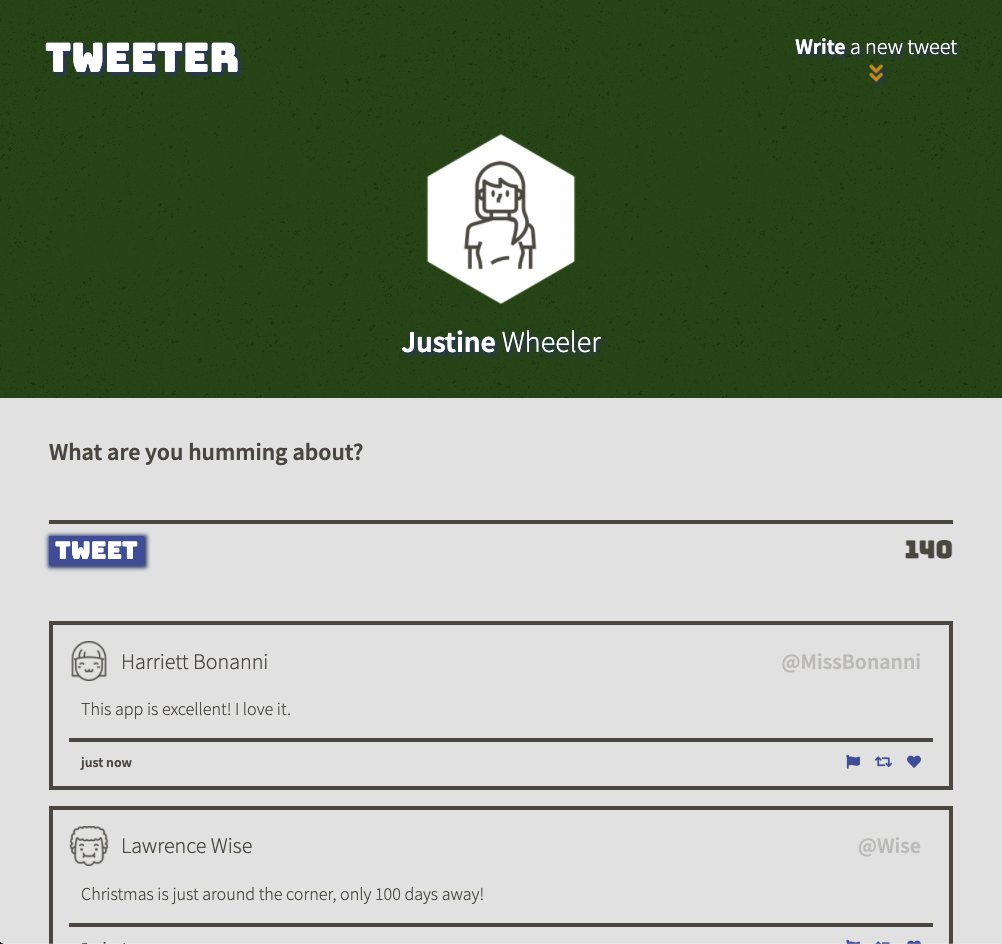 TWEETER
Write a new tweet
Justine Wheeler
What are you humming about?
TWEET
140
Harriett Bonanni
@MissBonanni
This app is excellent! I love it.
just now
Lawrence Wise
@Wise
Christmas is just around the corner, only 100 days away!